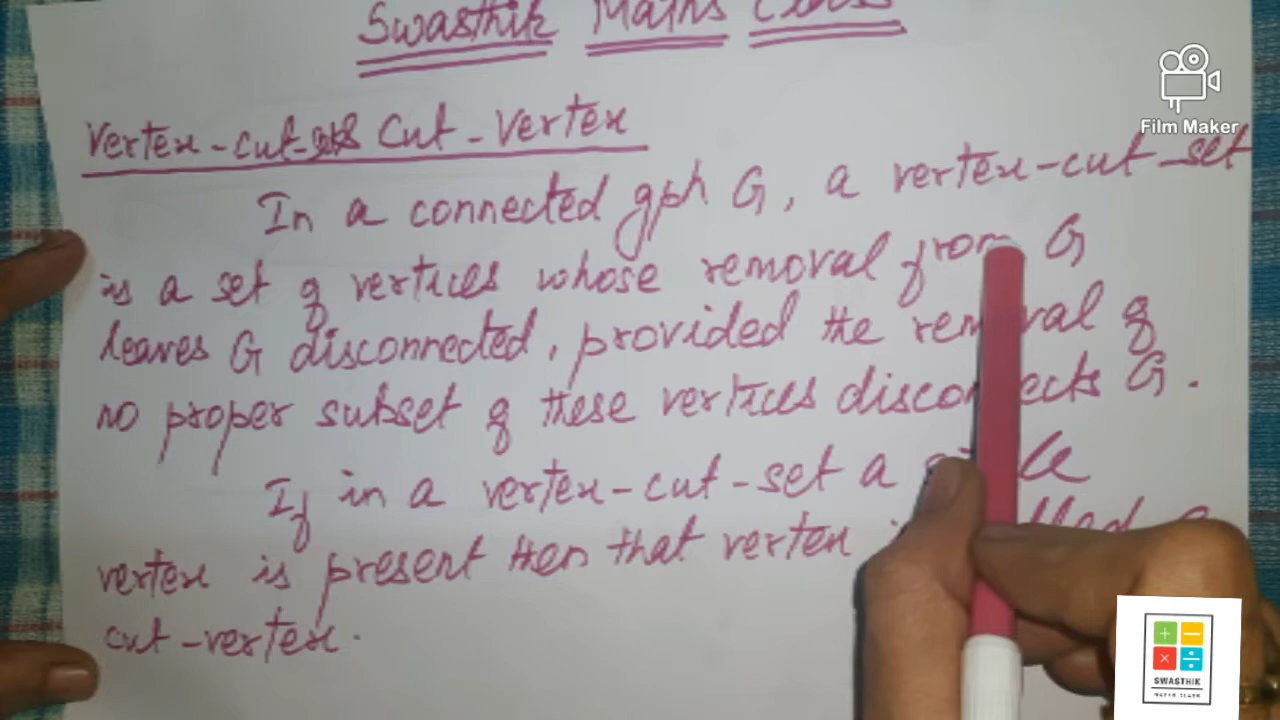 Swasthik Maths Class
Film Maker
Vertex-cut- Cut-Vertex
In a connected gph G, a vertex-cut-set
is a set of vertices whose removal from G
leaves G disconnected, provided the removal of
no proper subset of these vertices disconnects G.
If in a vertex-cut-set a
vertex is present then that vertex
cut-vertex.
SWASTHIK
MATHS CLASS